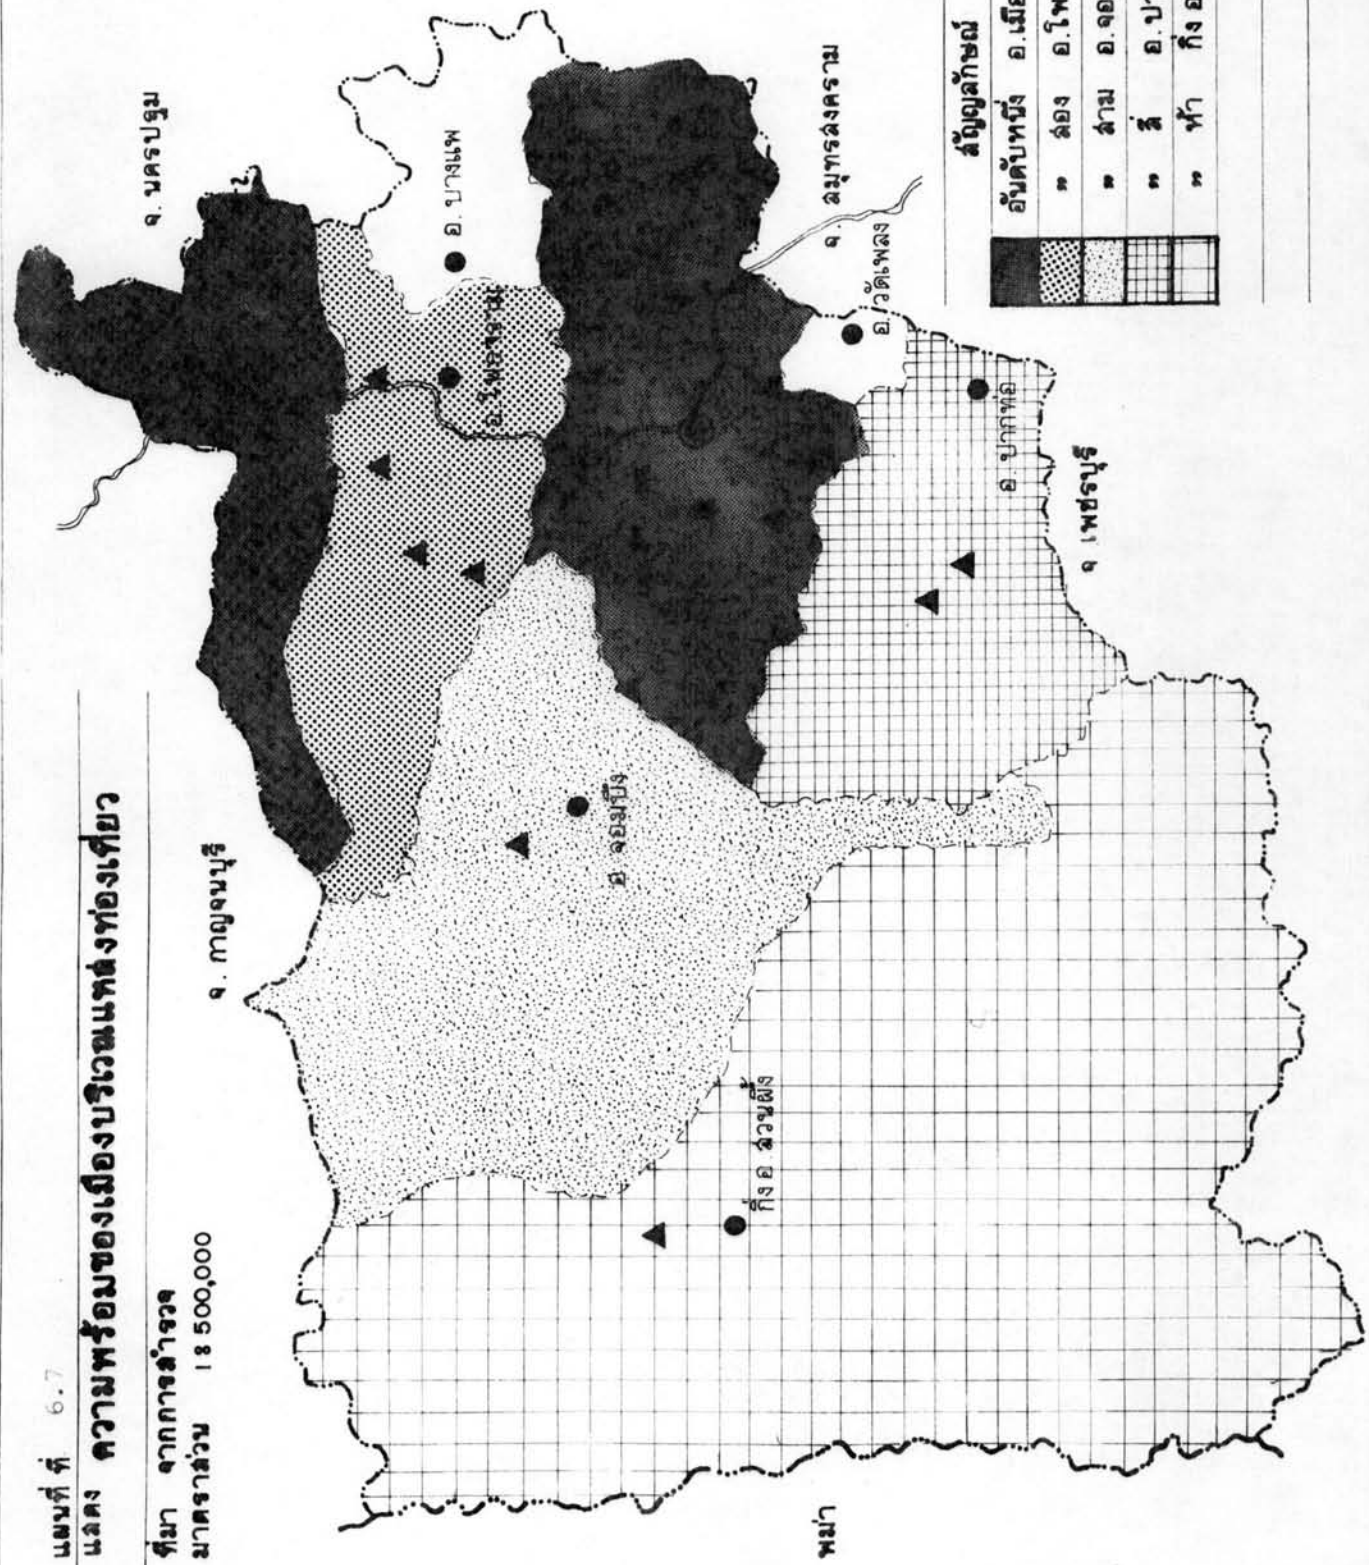 แผนที่ที่ 6.7
แสดง ความพร้อมของเมืองบริเวณแหล่งท่องเที่ยว
ที่มา จากการสำรวจ
มาตราส่วน 1:500,000
จ. กาญจนบุรี
จ. นครปฐม
อ. บางแพ
อ. โพธาราม
อ. จอมบึง
กิ่ง อ. สวนผึ้ง
จ. สมุทรสงคราม
อ. วัดเพลง
อ. ปากท่อ
จ. เพชรบุรี
พม่า
สัญญลักษณ์
อันดับหนึ่ง อ.เมือ
" สอง อ.โพ
" สาม อ.จอ
" สี่ อ.ปา
" ห้า กิ่ง อ